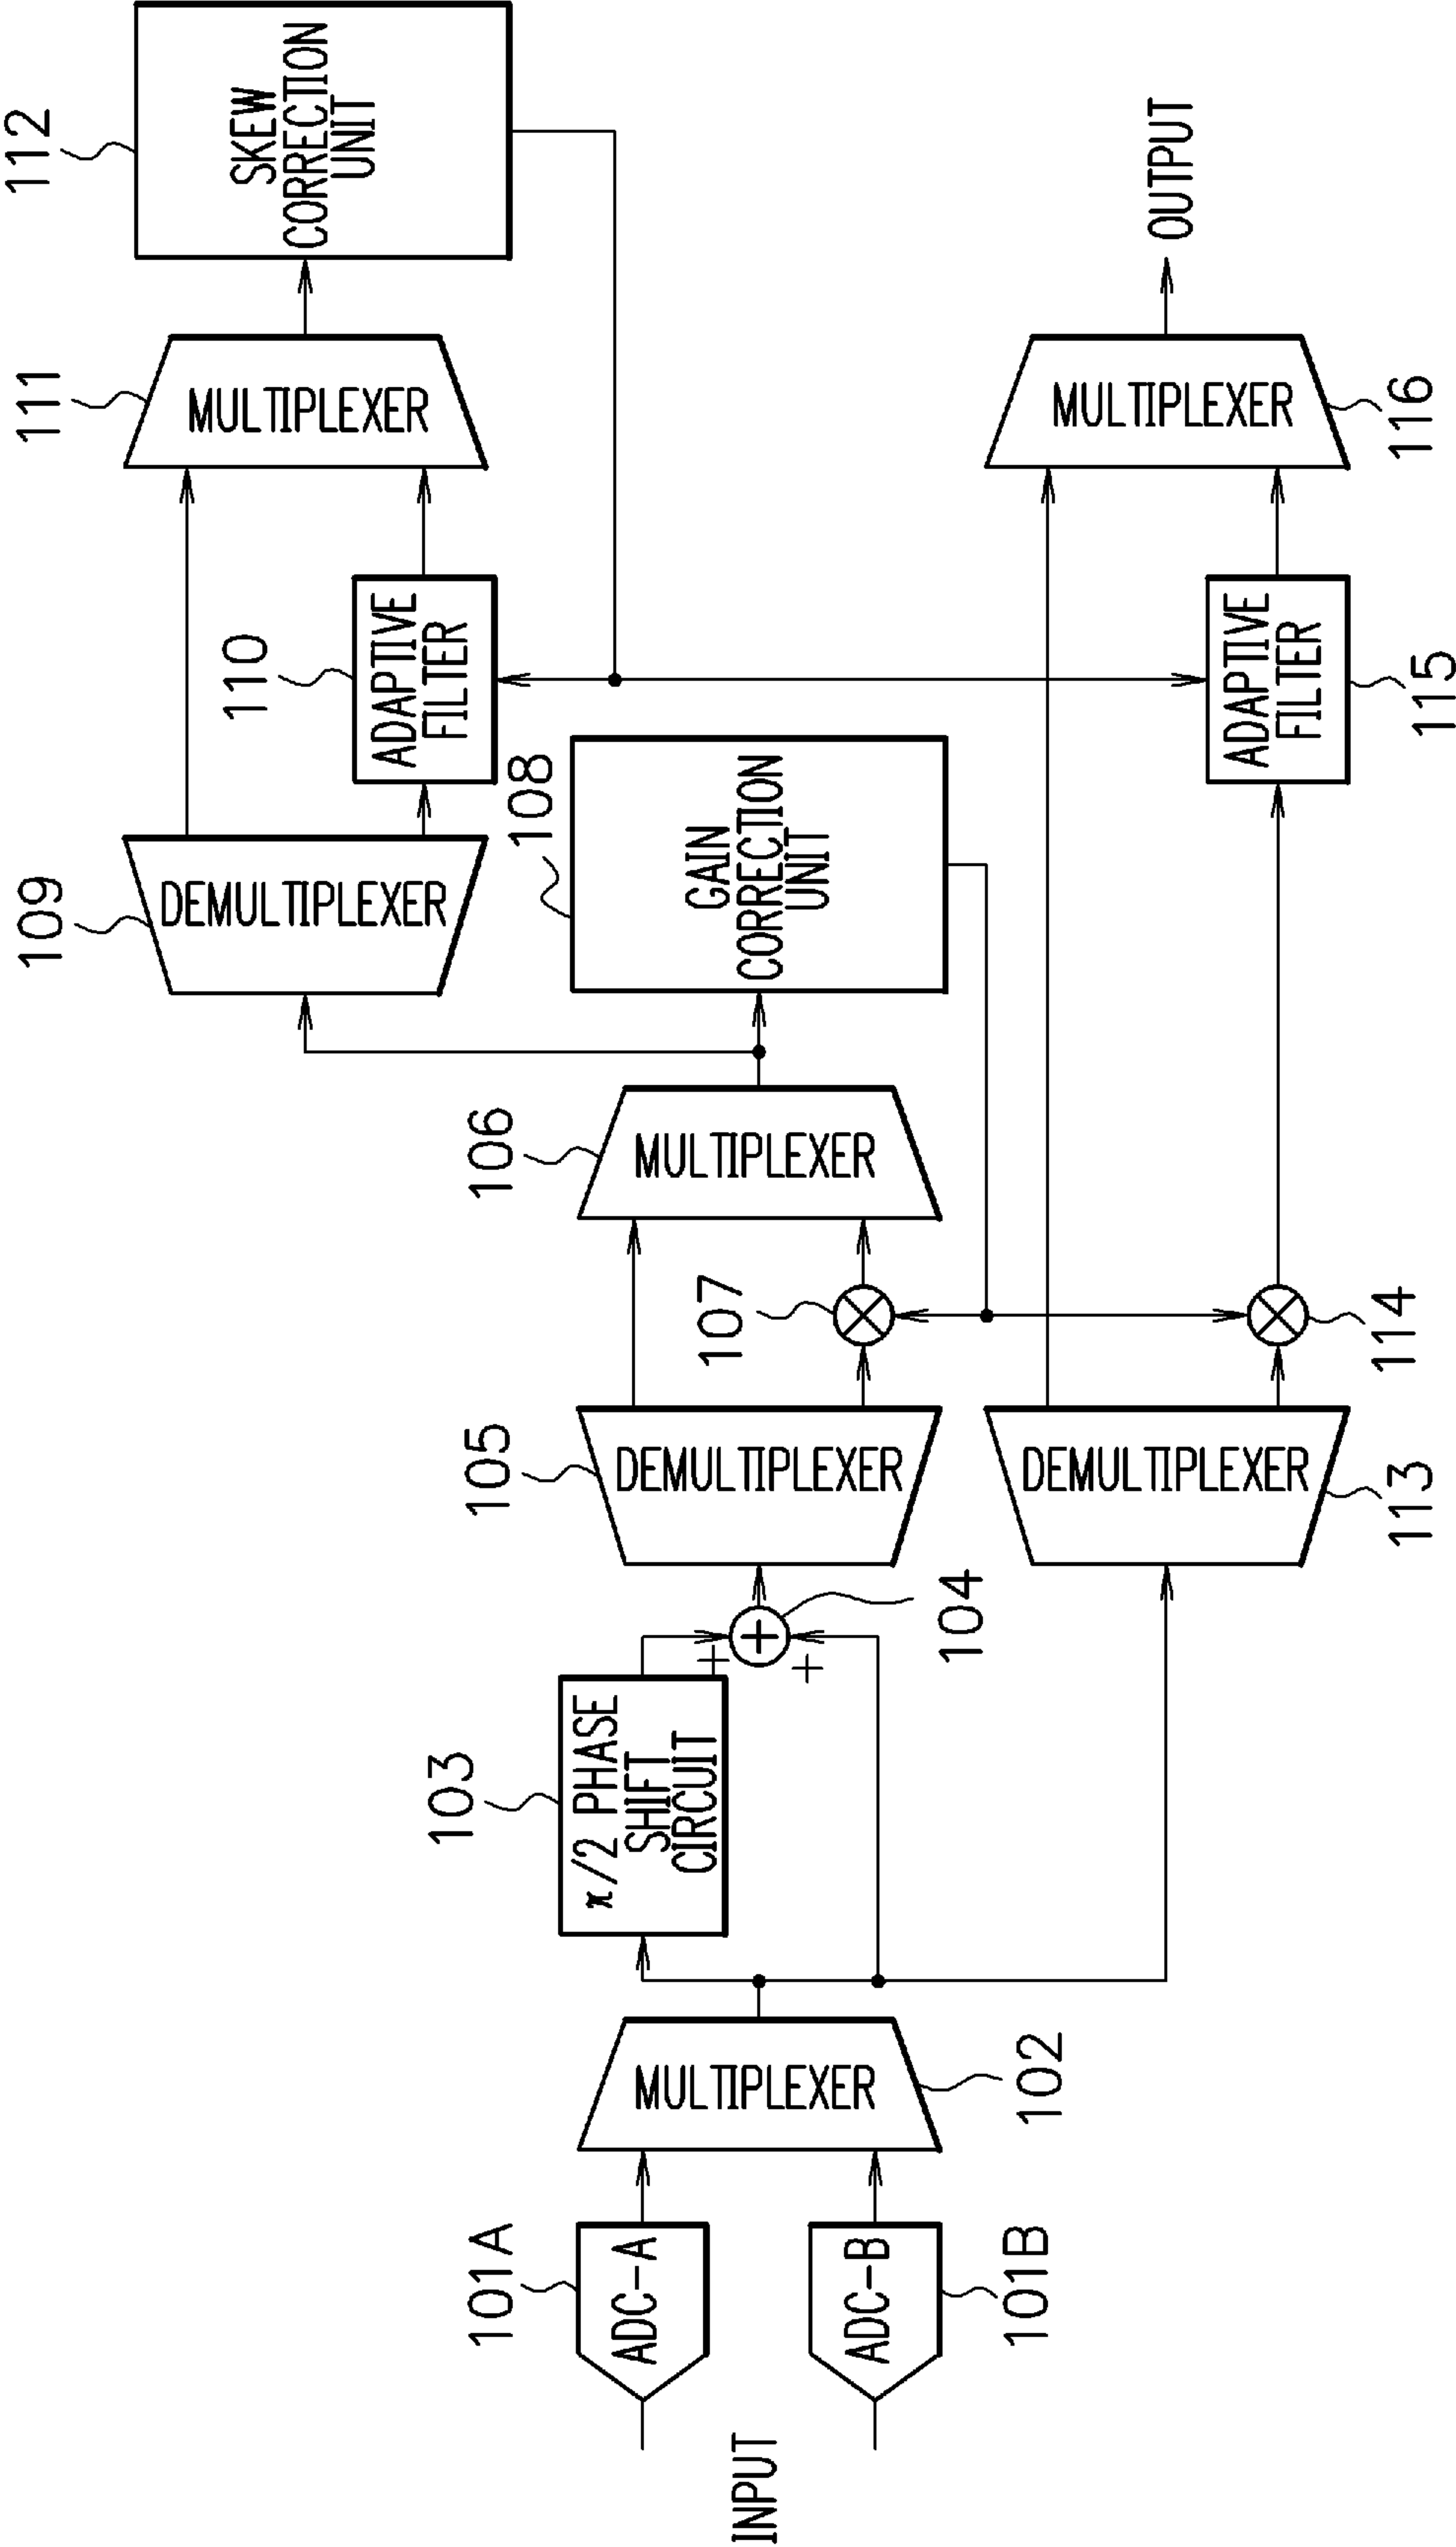 INPUT
101A
ADC-A
101B
ADC-B
MULTIPLEXER
102
103
π/2 PHASE
SHIFT
CIRCUIT
+
+
104
105
DEMULTIPLEXER
107
106
MULTIPLEXER
108
GAIN
CORRECTION
UNIT
109
DEMULTIPLEXER
110
ADAPTIVE
FILTER
111
MULTIPLEXER
112
SKEW
CORRECTION
UNIT
DEMULTIPLEXER
113
114
ADAPTIVE
FILTER
115
MULTIPLEXER
116
OUTPUT